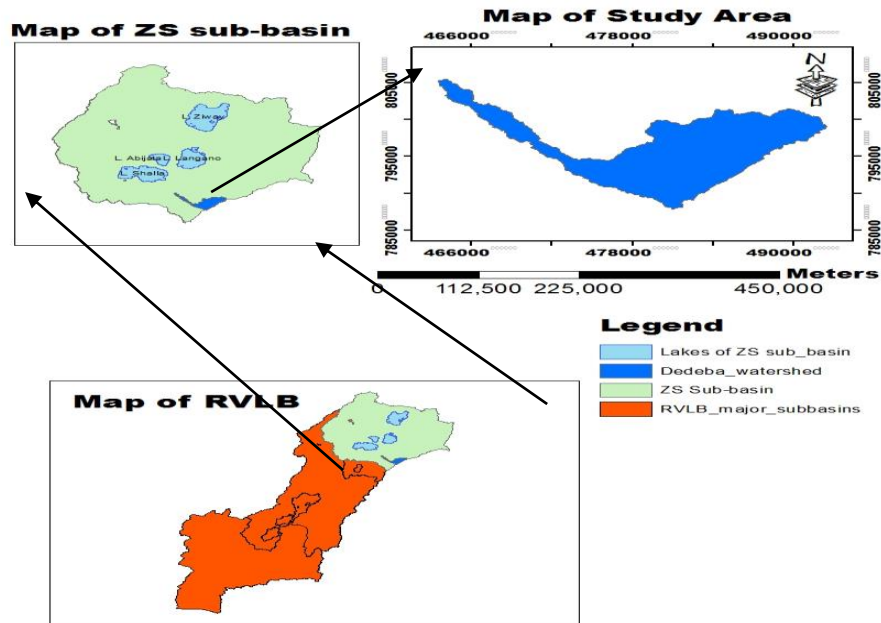 Map of ZS sub-basin
L. Ziway
L. Abijata
L. Langano
L. Shalla
Map of Study Area
466000 478000 490000
805000
795000
785000
805000
795000
785000
466000 478000 490000
N
Meters
0 112,500 225,000 450,000
Legend
Lakes of ZS sub_basin
Dedeba_watershed
ZS Sub-basin
RVLB_major_subbasins
Map of RVLB